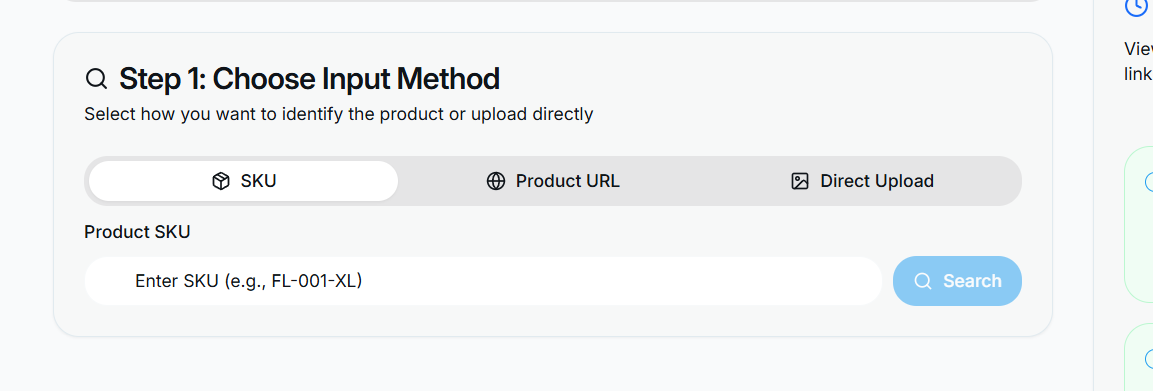 Step 1: Choose Input Method
Select how you want to identify the product or upload directly
SKU
Product URL
Direct Upload
Product SKU
Enter SKU (e.g., FL-001-XL)
Search
link